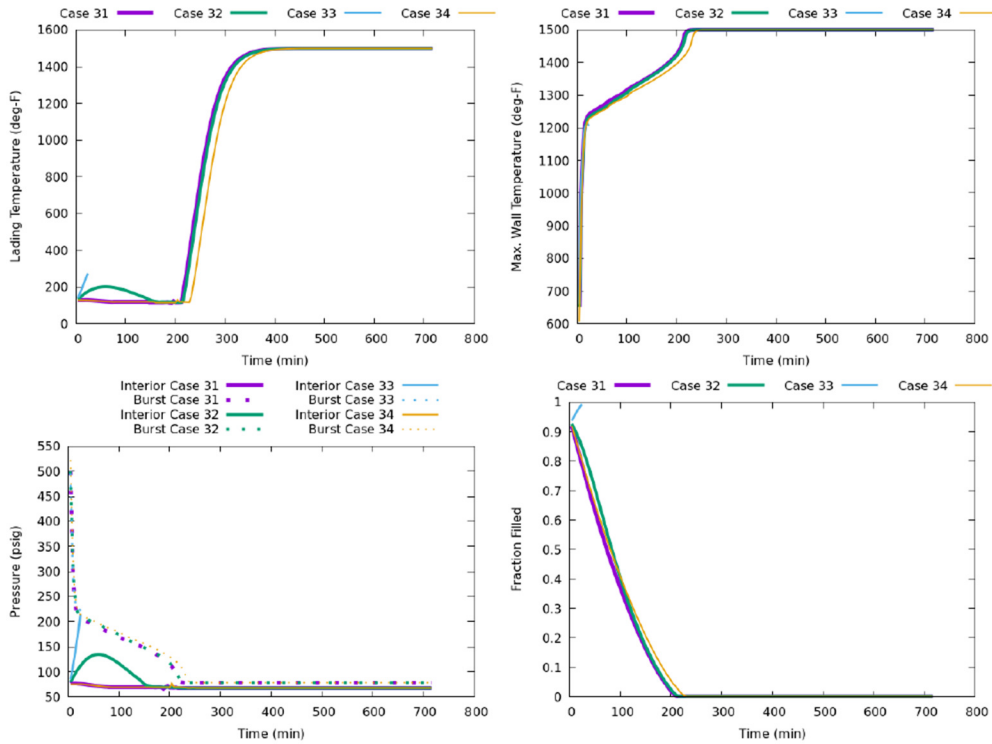 Case 31 Case 32 Case 33 Case 34
1600
1400
1200
1000
800
600
400
200
0
Lading Temperature (deg-F)
0 100 200 300 400 500 600 700 800
Time (min)
Case 31 Case 32 Case 33 Case 34
1500
1400
1300
1200
1100
1000
900
800
700
600
Max. Wall Temperature (deg-F)
0 100 200 300 400 500 600 700 800
Time (min)
Interior Case 31 Interior Case 33
Burst Case 31 Burst Case 33
Interior Case 32 Interior Case 34
Burst Case 32 Burst Case 34
550
500
450
400
350
300
250
200
150
100
50
Pressure (psig)
0 100 200 300 400 500 600 700 800
Time (min)
Case 31 Case 32 Case 33 Case 34
1
0.9
0.8
0.7
0.6
0.5
0.4
0.3
0.2
0.1
0
Fraction Filled
0 100 200 300 400 500 600 700 800
Time (min)